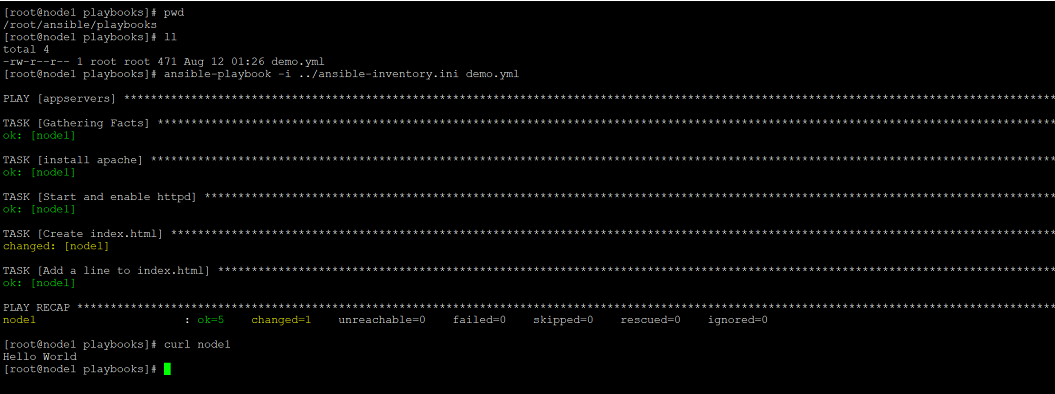 [root@node1 playbooks]# pwd
/root/ansible/playbooks
[root@node1 playbooks]# ll
total 4
-rw-r--r-- 1 root root 471 Aug 12 01:26 demo.yml
[root@node1 playbooks]# ansible-playbook -i ../ansible-inventory.ini demo.yml
PLAY [appservers] *******************************************************************************************************************************************
TASK [Gathering Facts] **************************************************************************************************************************************
ok: [node1]
TASK [install apache] ***************************************************************************************************************************************
ok: [node1]
TASK [Start and enable httpd] *******************************************************************************************************************************
ok: [node1]
TASK [Create index.html] ************************************************************************************************************************************
changed: [node1]
TASK [Add a line to index.html] *****************************************************************************************************************************
ok: [node1]
PLAY RECAP **************************************************************************************************************************************************
node1                      : ok=5    changed=1    unreachable=0    failed=0    skipped=0    rescued=0    ignored=0
[root@node1 playbooks]# curl node1
Hello World
[root@node1 playbooks]#